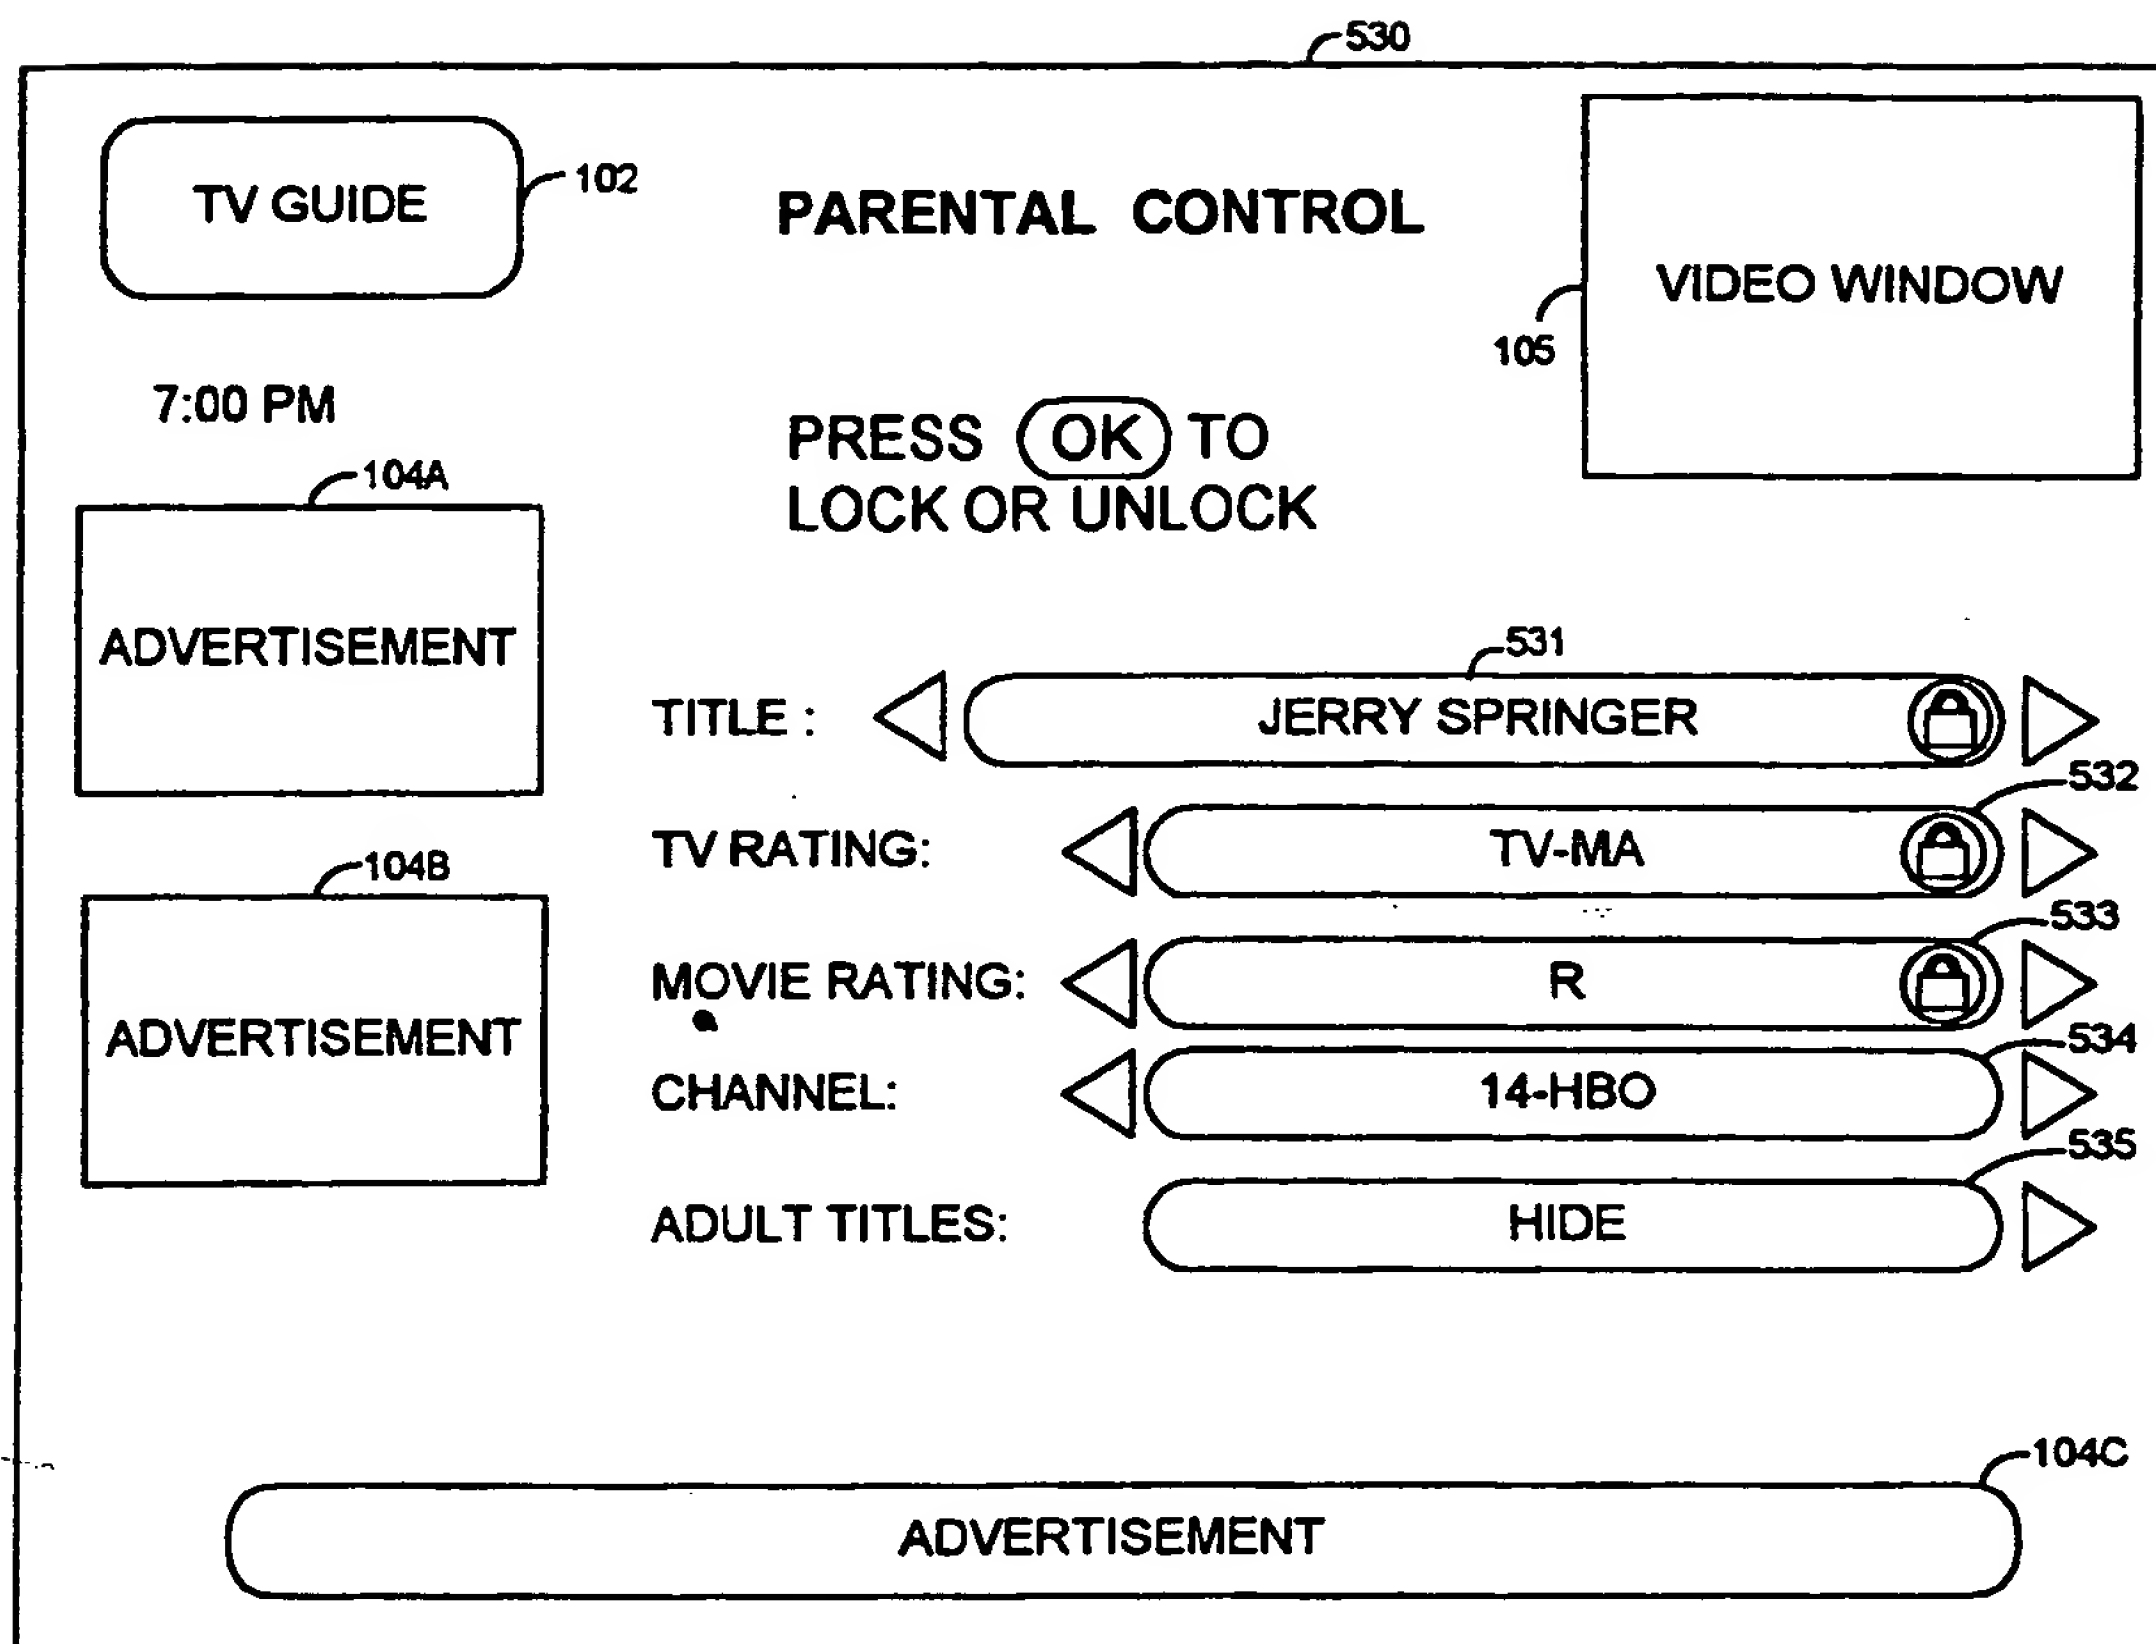 530
TV GUIDE
102
PARENTAL CONTROL
VIDEO WINDOW
105
7:00 PM
PRESS OK TO
LOCK OR UNLOCK
104A
ADVERTISEMENT
531
TITLE : JERRY SPRINGER
532
TV RATING: TV-MA
104B
533
MOVIE RATING: R
ADVERTISEMENT
534
CHANNEL: 14-HBO
535
ADULT TITLES: HIDE
104C
ADVERTISEMENT